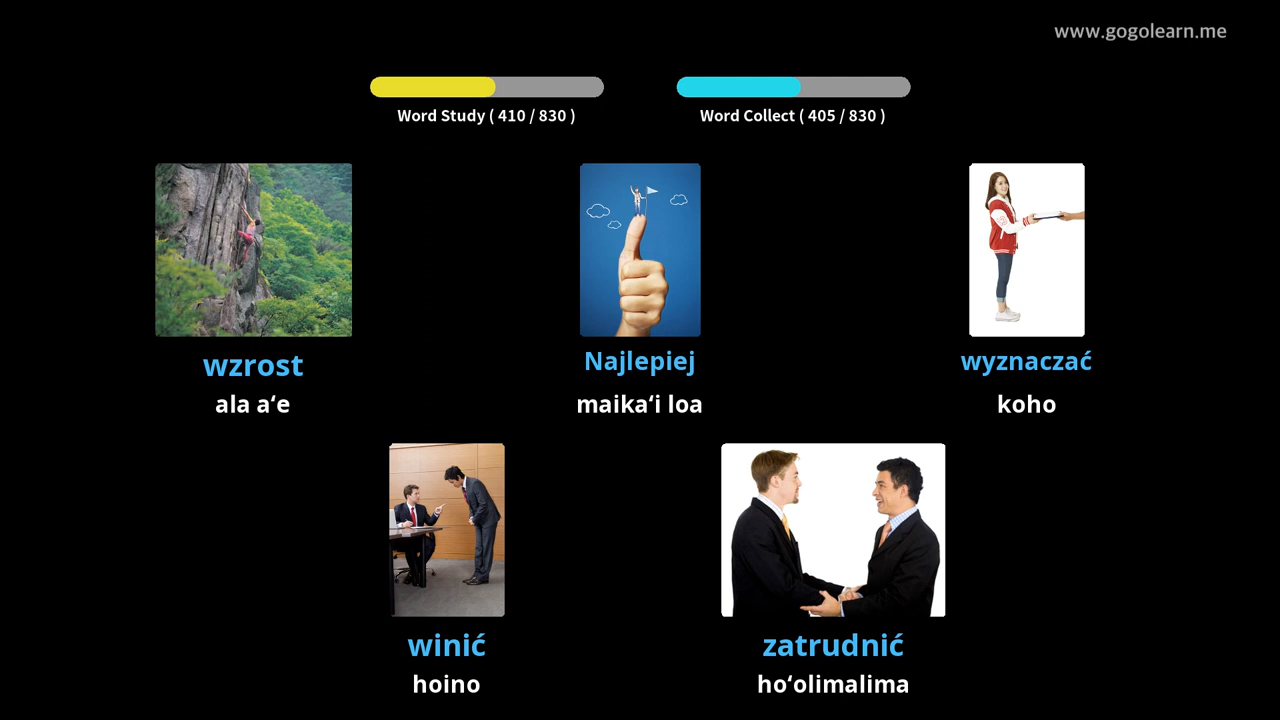 www.gogolearn.me
Word Study ( 410 / 830 )
Word Collect ( 405 / 830 )
wzrost
ala aʻe
Najlepiej
maikaʻi loa
wyznaczać
koho
winić
hoino
zatrudnić
hoʻolimalima